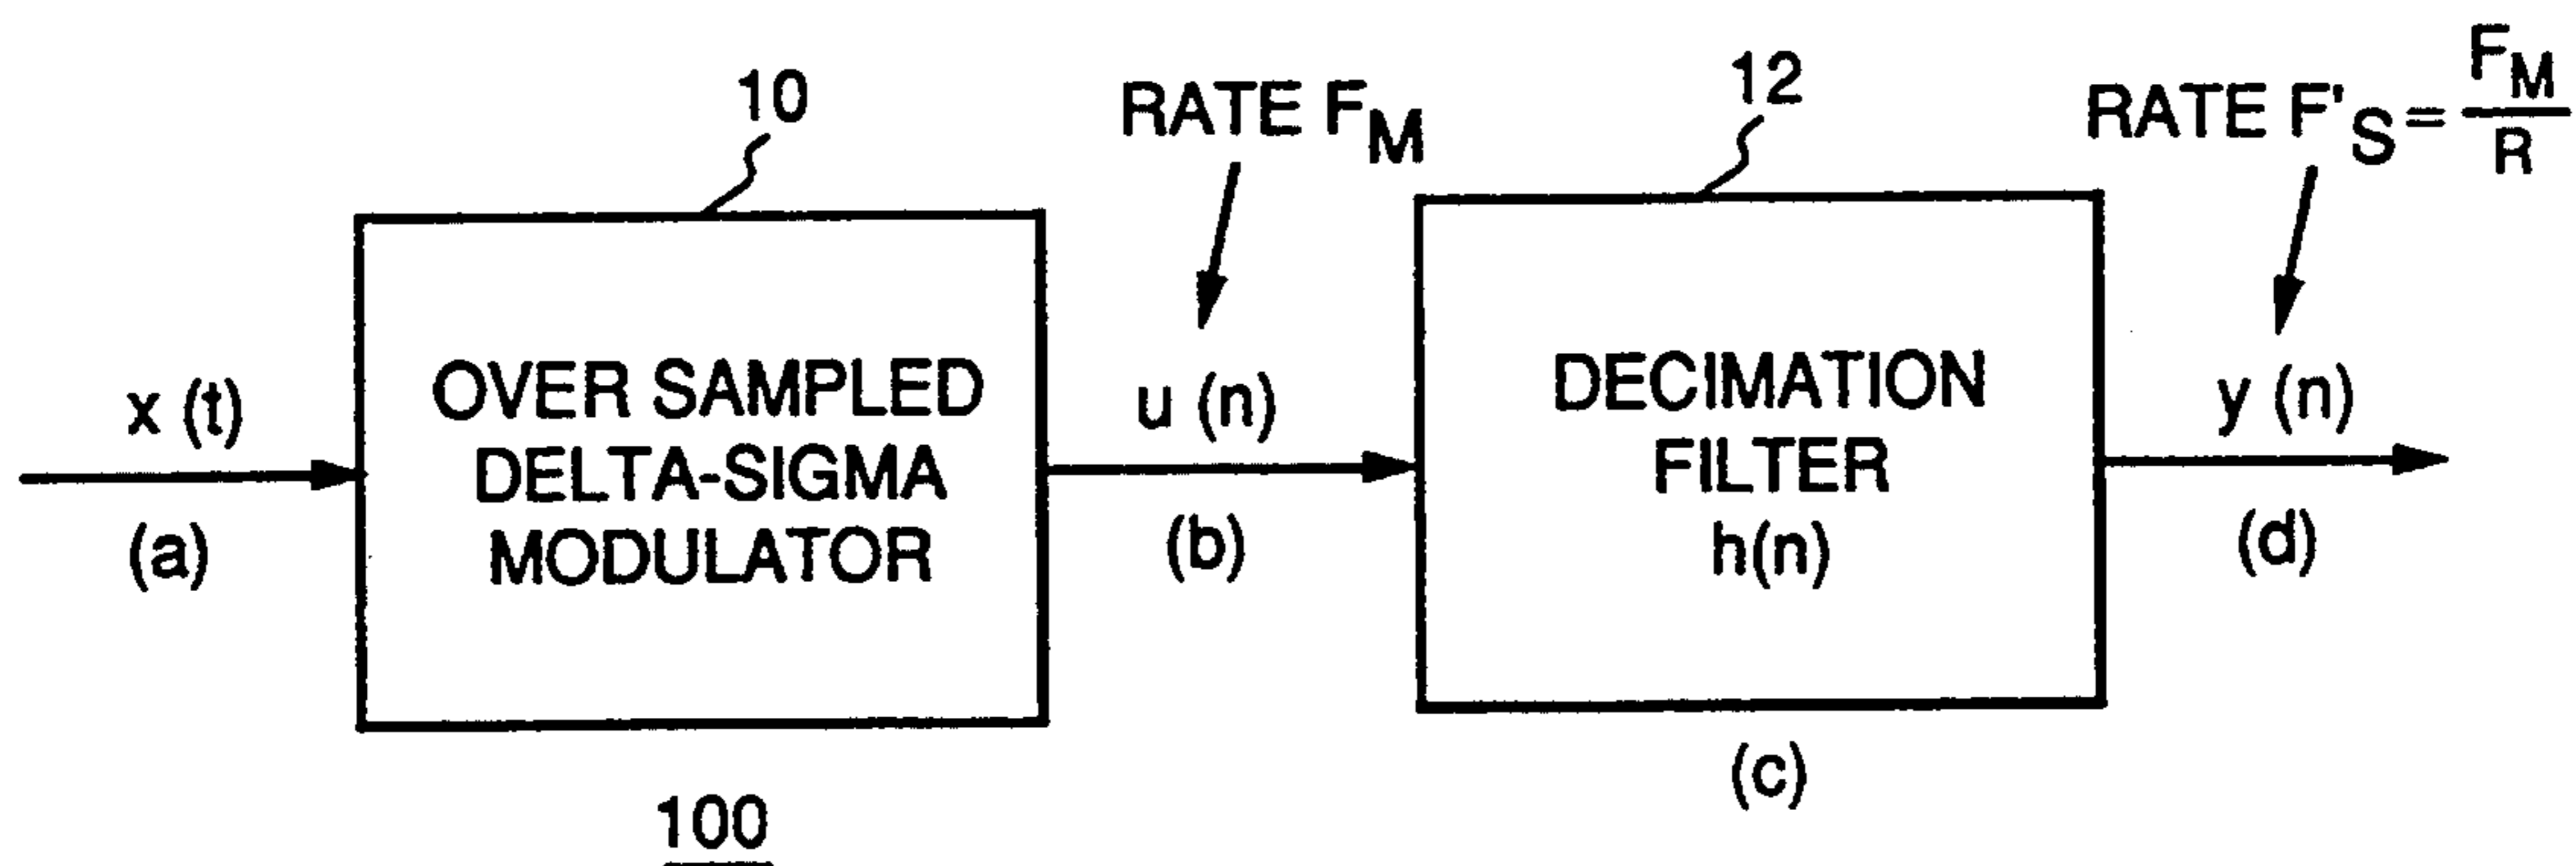 10
RATE F_M
12
RATE F'_S = F_M / R
x (t)
(a)
OVER SAMPLED
DELTA-SIGMA
MODULATOR
u (n)
(b)
DECIMATION
FILTER
h(n)
(c)
y (n)
(d)
100